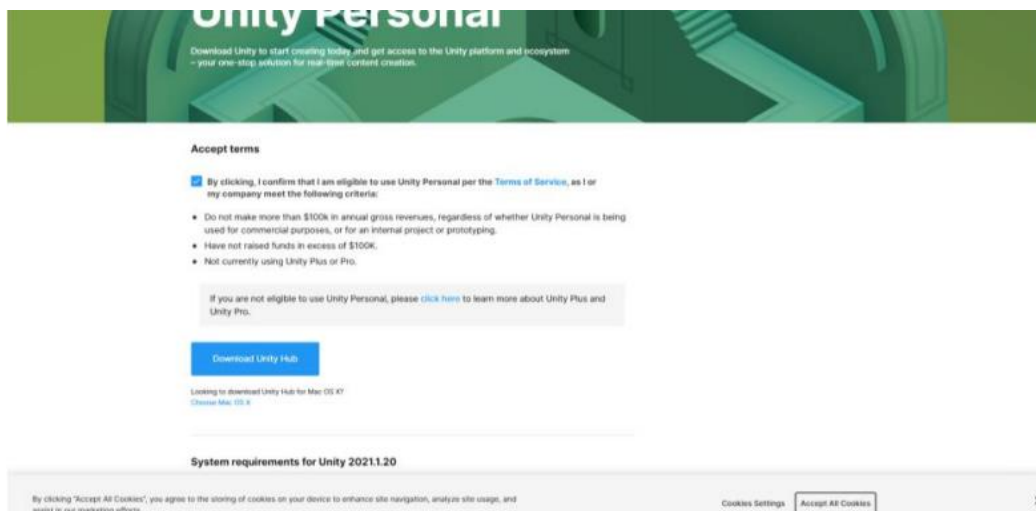 Unity Personal
Download Unity to start creating today and get access to the Unity platform and ecosystem
– your one-stop solution for real-time content creation.
Accept terms
By clicking, I confirm that I am eligible to use Unity Personal per the Terms of Service, as I or
my company meet the following criteria:
Do not make more than $100k in annual gross revenues, regardless of whether Unity Personal is being
used for commercial purposes, or for an internal project or prototyping.
Have not raised funds in excess of $100K.
Not currently using Unity Plus or Pro.
If you are not eligible to use Unity Personal, please click here to learn more about Unity Plus and
Unity Pro.
Download Unity Hub
Looking to download Unity Hub for Mac OS X?
Choose Mac OS X
System requirements for Unity 2021.1.20
By clicking "Accept All Cookies", you agree to the storing of cookies on your device to enhance site navigation, analyze site usage, and
assist in our marketing efforts.
Cookies Settings
Accept All Cookies